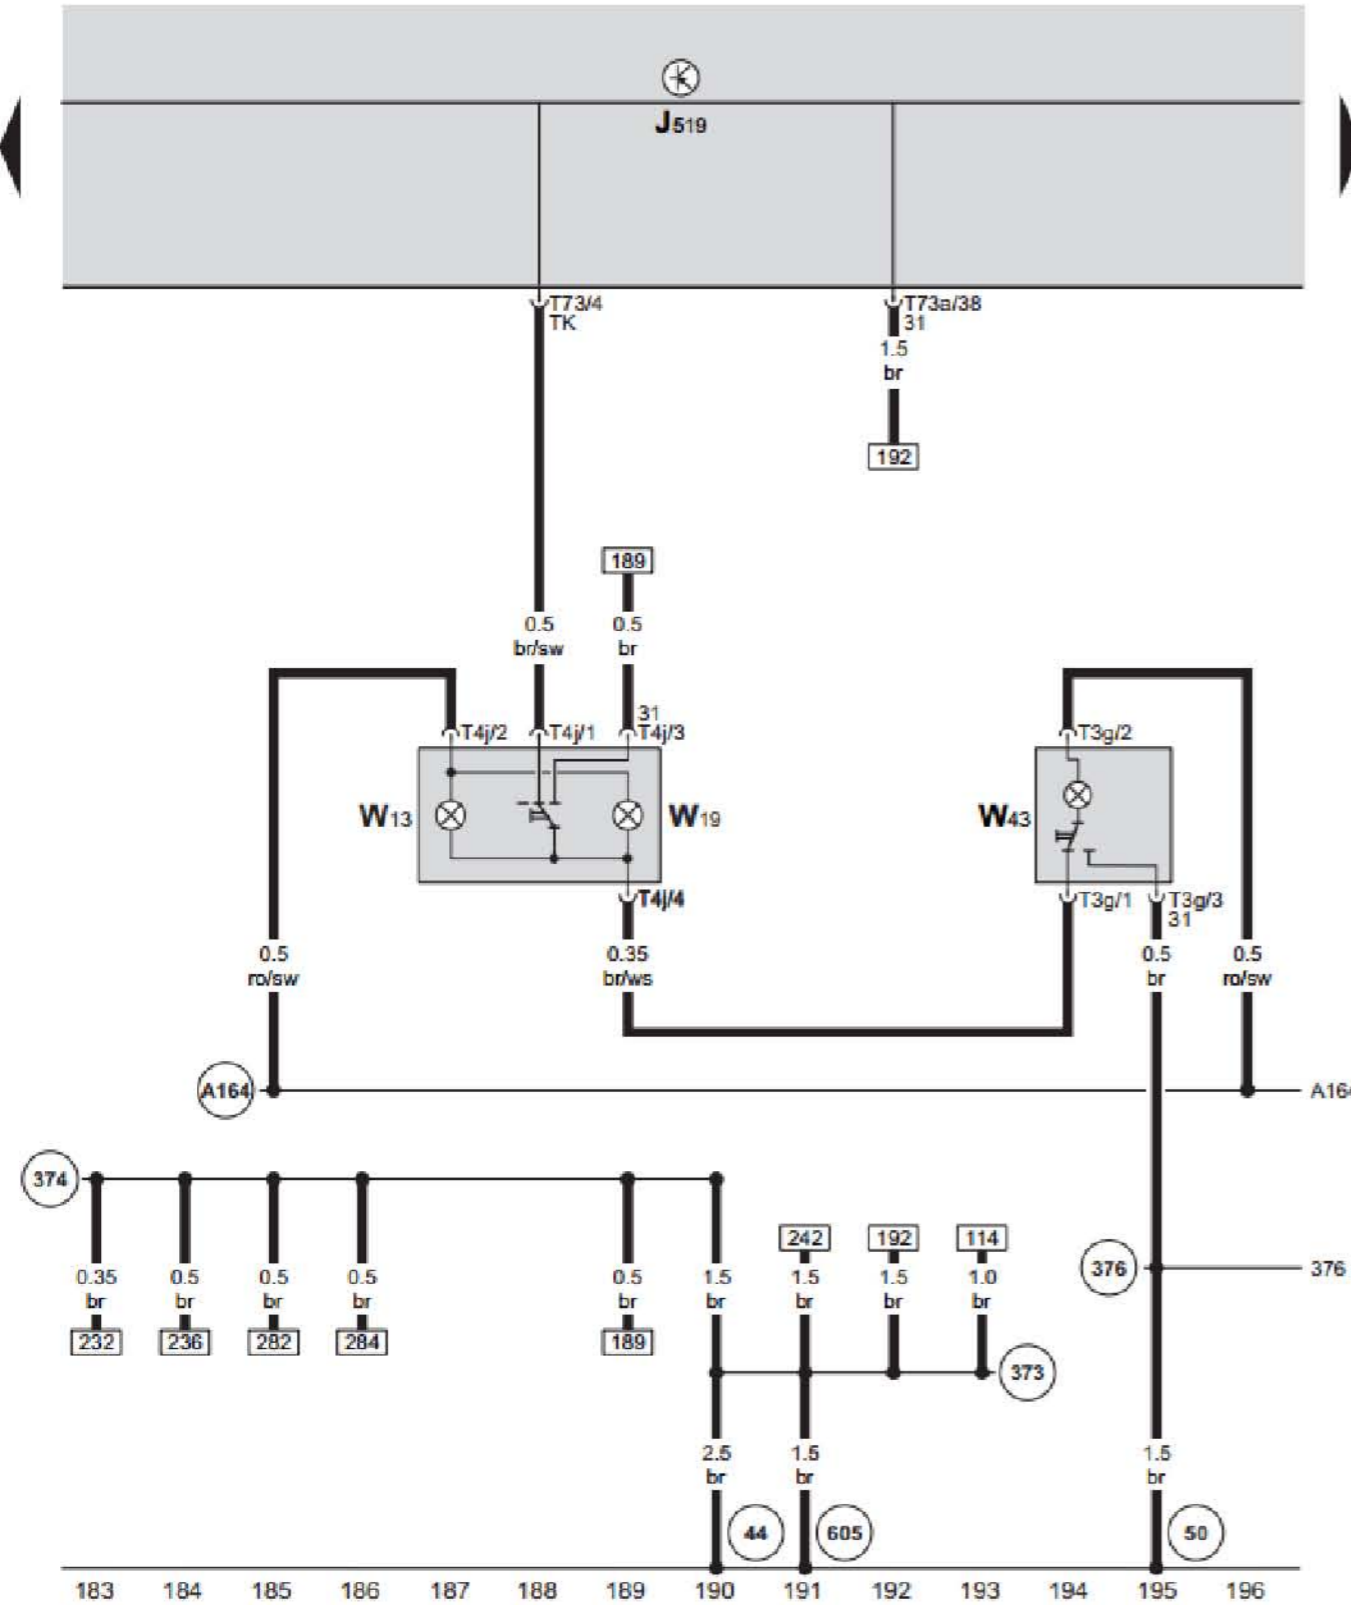 J519
T73/4
TK
T73a/38
31
1.5
br
192
189
0.5
br/sw
0.5
br
31
T4j/2
T4j/1
T4j/3
T3g/2
W13
W19
W43
T4j/4
T3g/1
T3g/3
31
0.5
ro/sw
0.35
br/ws
0.5
br
0.5
ro/sw
A164
A164
374
242
192
114
376
376
0.35
br
0.5
br
0.5
br
0.5
br
0.5
br
1.5
br
1.5
br
1.5
br
1.0
br
232
236
282
284
189
373
2.5
br
1.5
br
1.5
br
44
605
50
183 184 185 186 187 188 189 190 191 192 193 194 195 196